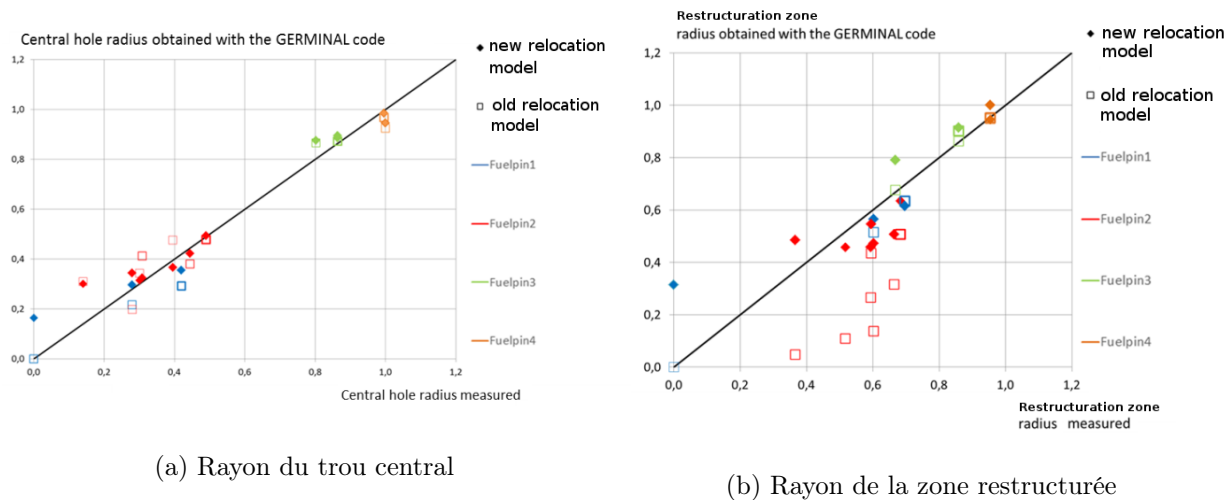 Central hole radius obtained with the GERMINAL code
1,2
1,0
0,8
0,6
0,4
0,2
0,0
0,0 0,2 0,4 0,6 0,8 1,0 1,2
Central hole radius measured
new relocation
model
old relocation
model
Fuelpin1
Fuelpin2
Fuelpin3
Fuelpin4
(a) Rayon du trou central
Restructuration zone
radius obtained with the GERMINAL code
1,2
1,0
0,8
0,6
0,4
0,2
0,0
0,0 0,2 0,4 0,6 0,8 1,0 1,2
Restructuration zone
radius measured
new relocation
model
old relocation
model
Fuelpin1
Fuelpin2
Fuelpin3
Fuelpin4
(b) Rayon de la zone restructurée